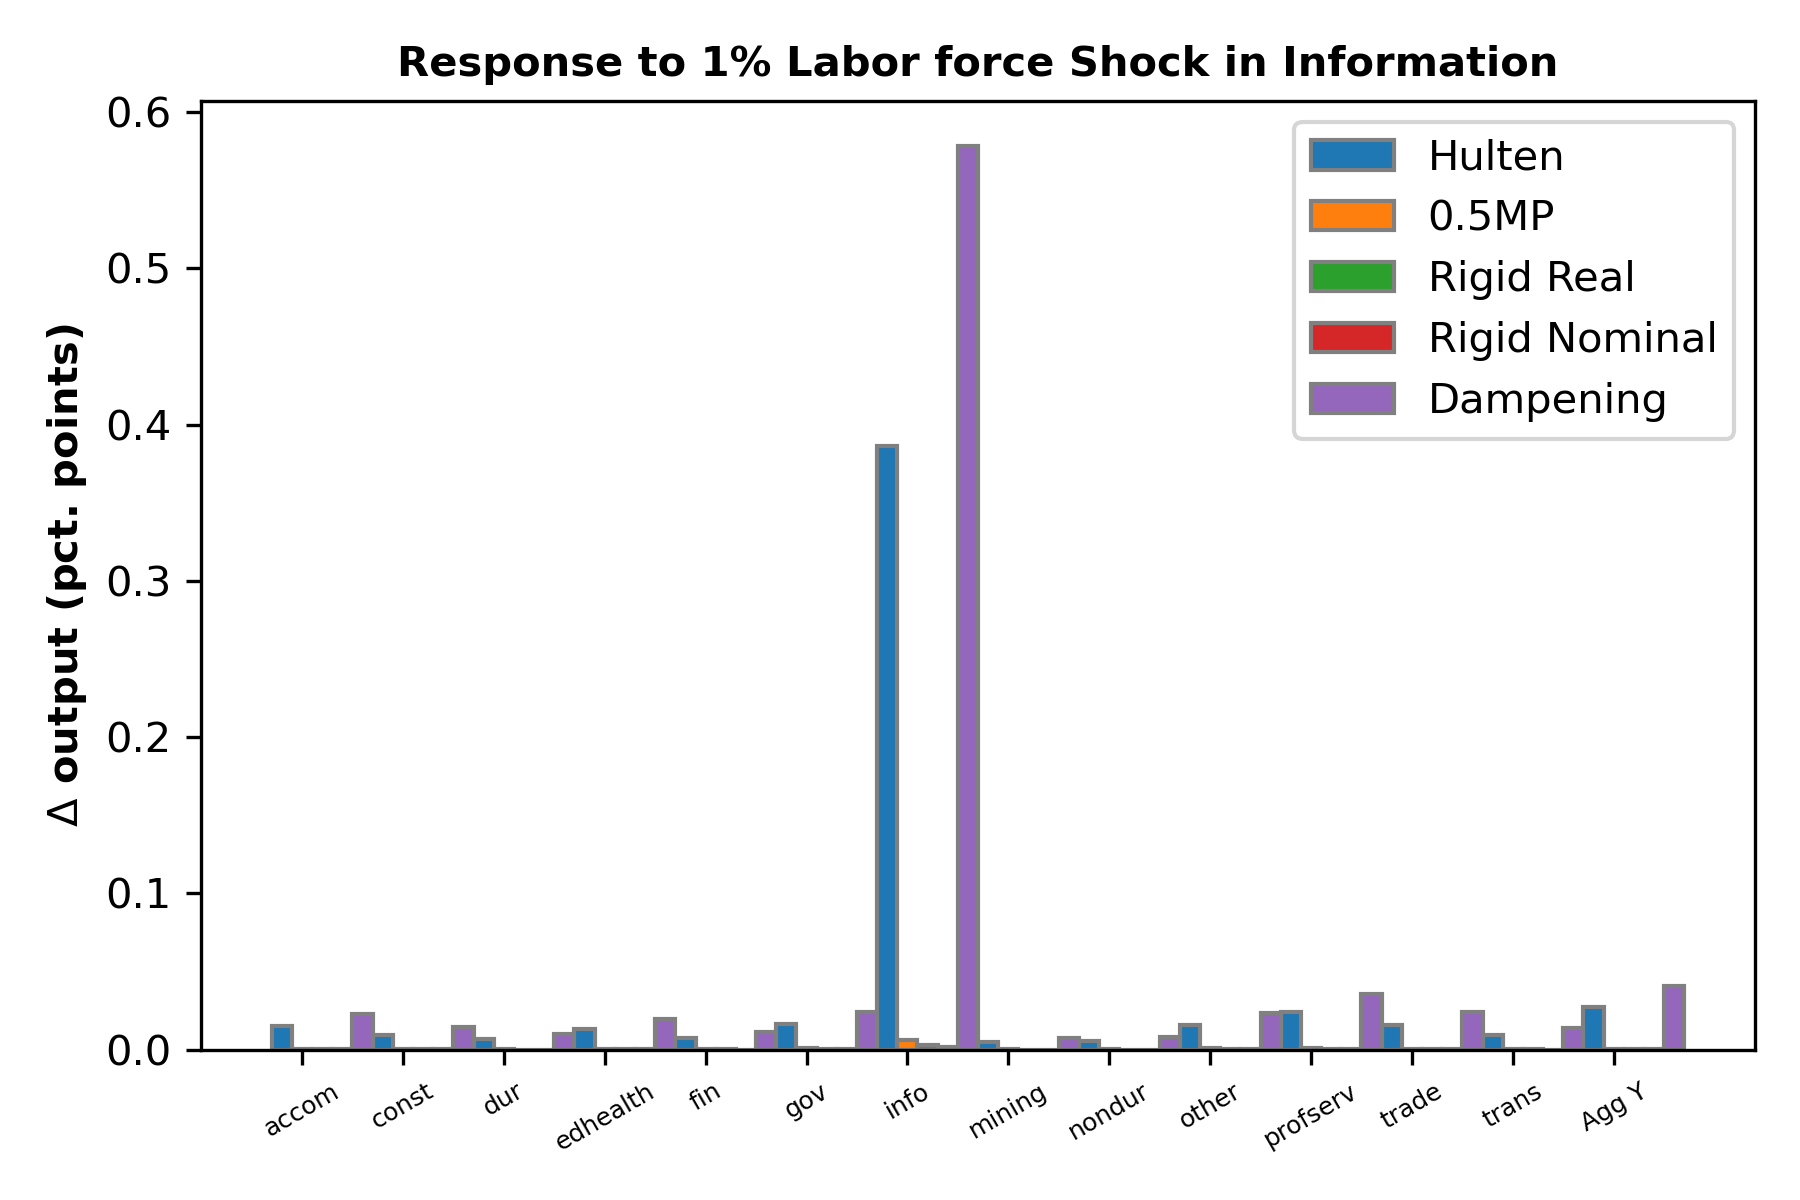 Response to 1% Labor force Shock in Information
Δ output (pct. points)
0.6
0.5
0.4
0.3
0.2
0.1
0.0
Hulten
0.5MP
Rigid Real
Rigid Nominal
Dampening
accom
const
dur
edhealth
fin
gov
info
mining
nondur
other
profserv
trade
trans
Agg Y